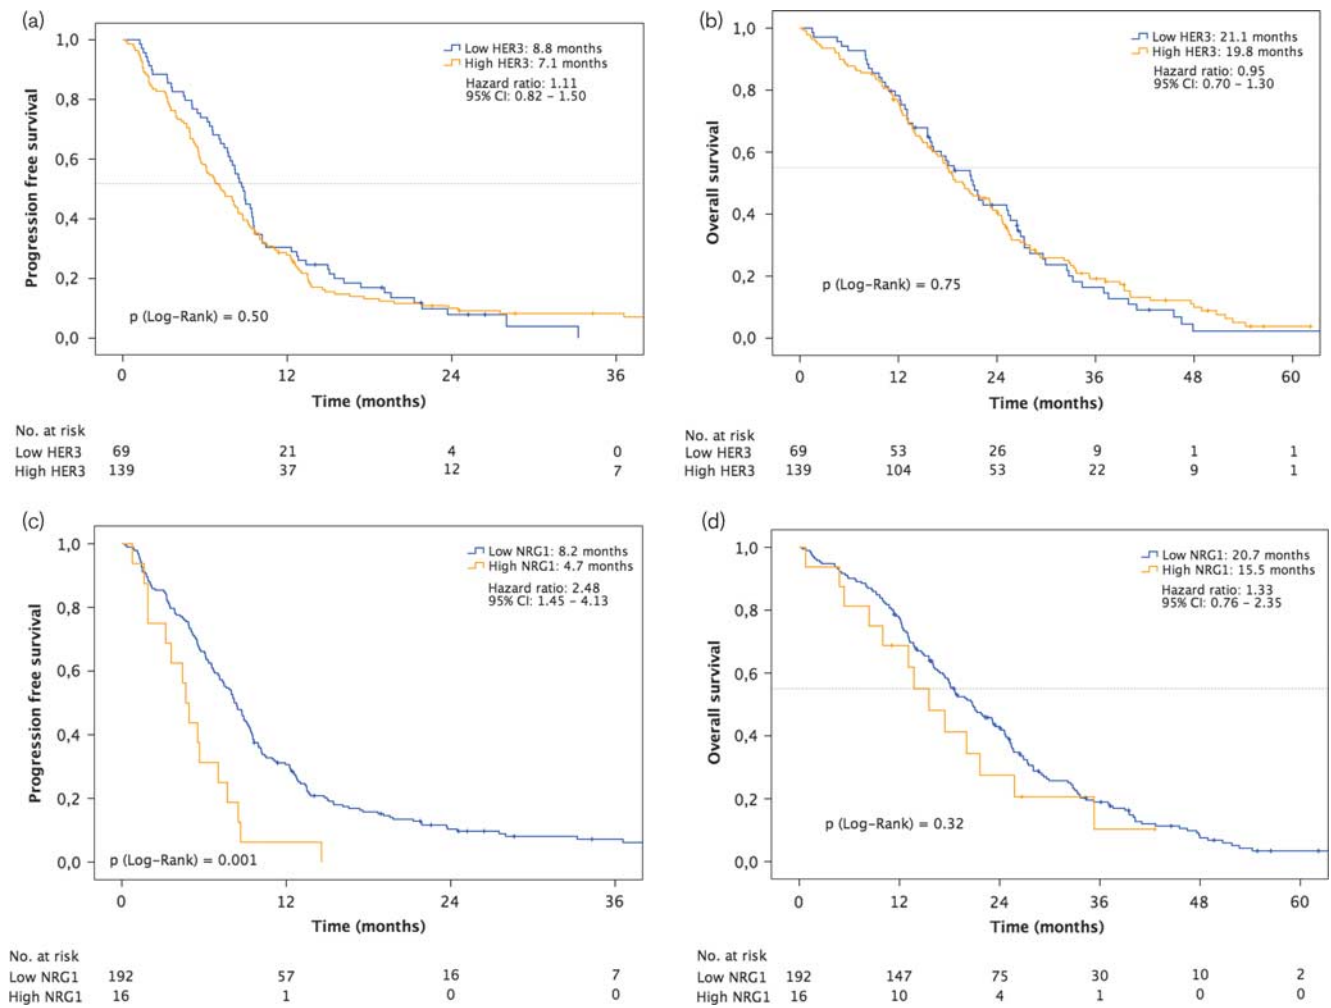 (a)
1,0
0,8
0,6
0,4
0,2
0,0
Progression free survival
Low HER3: 8.8 months
High HER3: 7.1 months
Hazard ratio: 1.11
95% CI: 0.82 – 1.50
p (Log–Rank) = 0.50
0 12 24 36
Time (months)
No. at risk
Low HER3 69 21 4 0
High HER3 139 37 12 7
(b)
1,0
0,8
0,6
0,4
0,2
0,0
Overall survival
Low HER3: 21.1 months
High HER3: 19.8 months
Hazard ratio: 0.95
95% CI: 0.70 – 1.30
p (Log–Rank) = 0.75
0 12 24 36 48 60
Time (months)
No. at risk
Low HER3 69 53 26 9 1 1
High HER3 139 104 53 22 9 1
(c)
1,0
0,8
0,6
0,4
0,2
0,0
Progression free survival
Low NRG1: 8.2 months
High NRG1: 4.7 months
Hazard ratio: 2.48
95% CI: 1.45 – 4.13
p (Log–Rank) = 0.001
0 12 24 36
Time (months)
No. at risk
Low NRG1 192 57 16 7
High NRG1 16 1 0 0
(d)
1,0
0,8
0,6
0,4
0,2
0,0
Overall survival
Low NRG1: 20.7 months
High NRG1: 15.5 months
Hazard ratio: 1.33
95% CI: 0.76 – 2.35
p (Log–Rank) = 0.32
0 12 24 36 48 60
Time (months)
No. at risk
Low NRG1 192 147 75 30 10 2
High NRG1 16 10 4 1 0 0